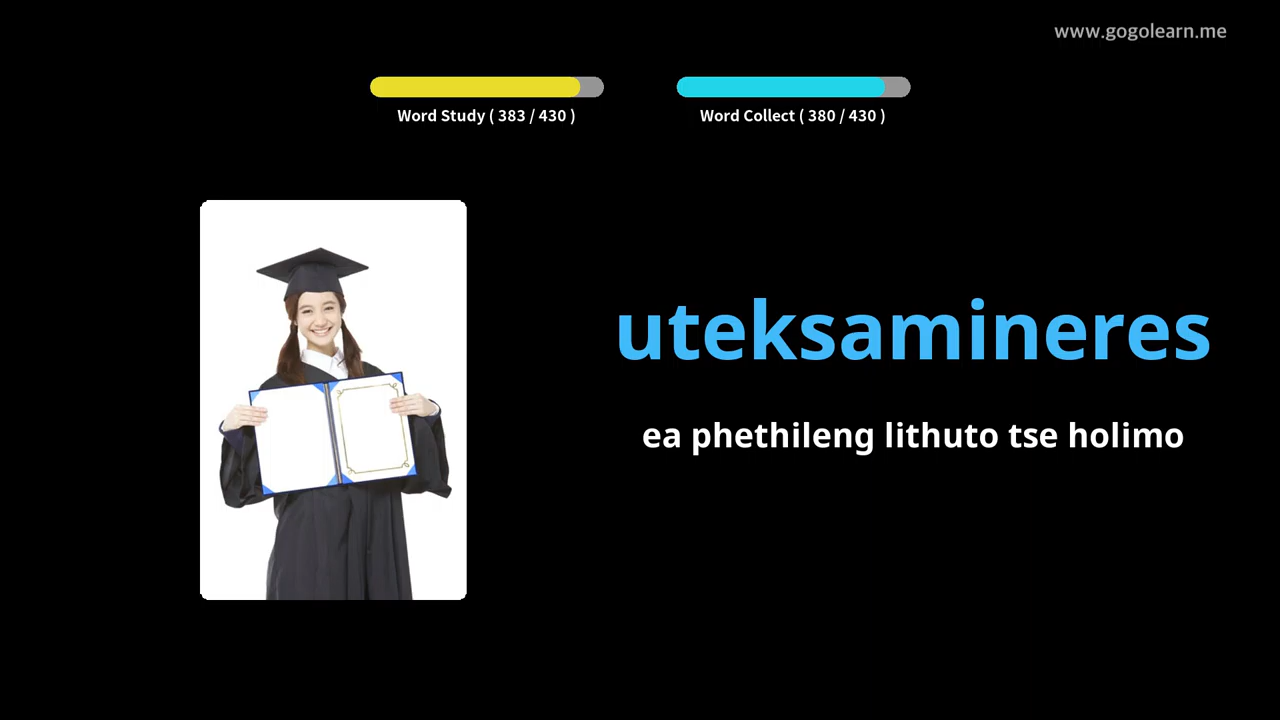 www.gogolearn.me
Word Study ( 383 / 430 )
Word Collect ( 380 / 430 )
uteksamineres
ea phethileng lithuto tse holimo